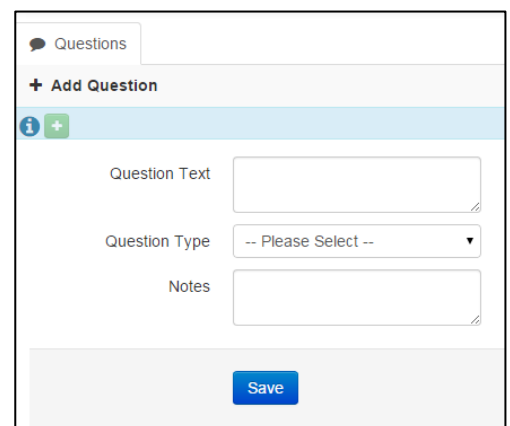 Questions
+ Add Question
Question Text
Question Type -- Please Select --
Notes
Save